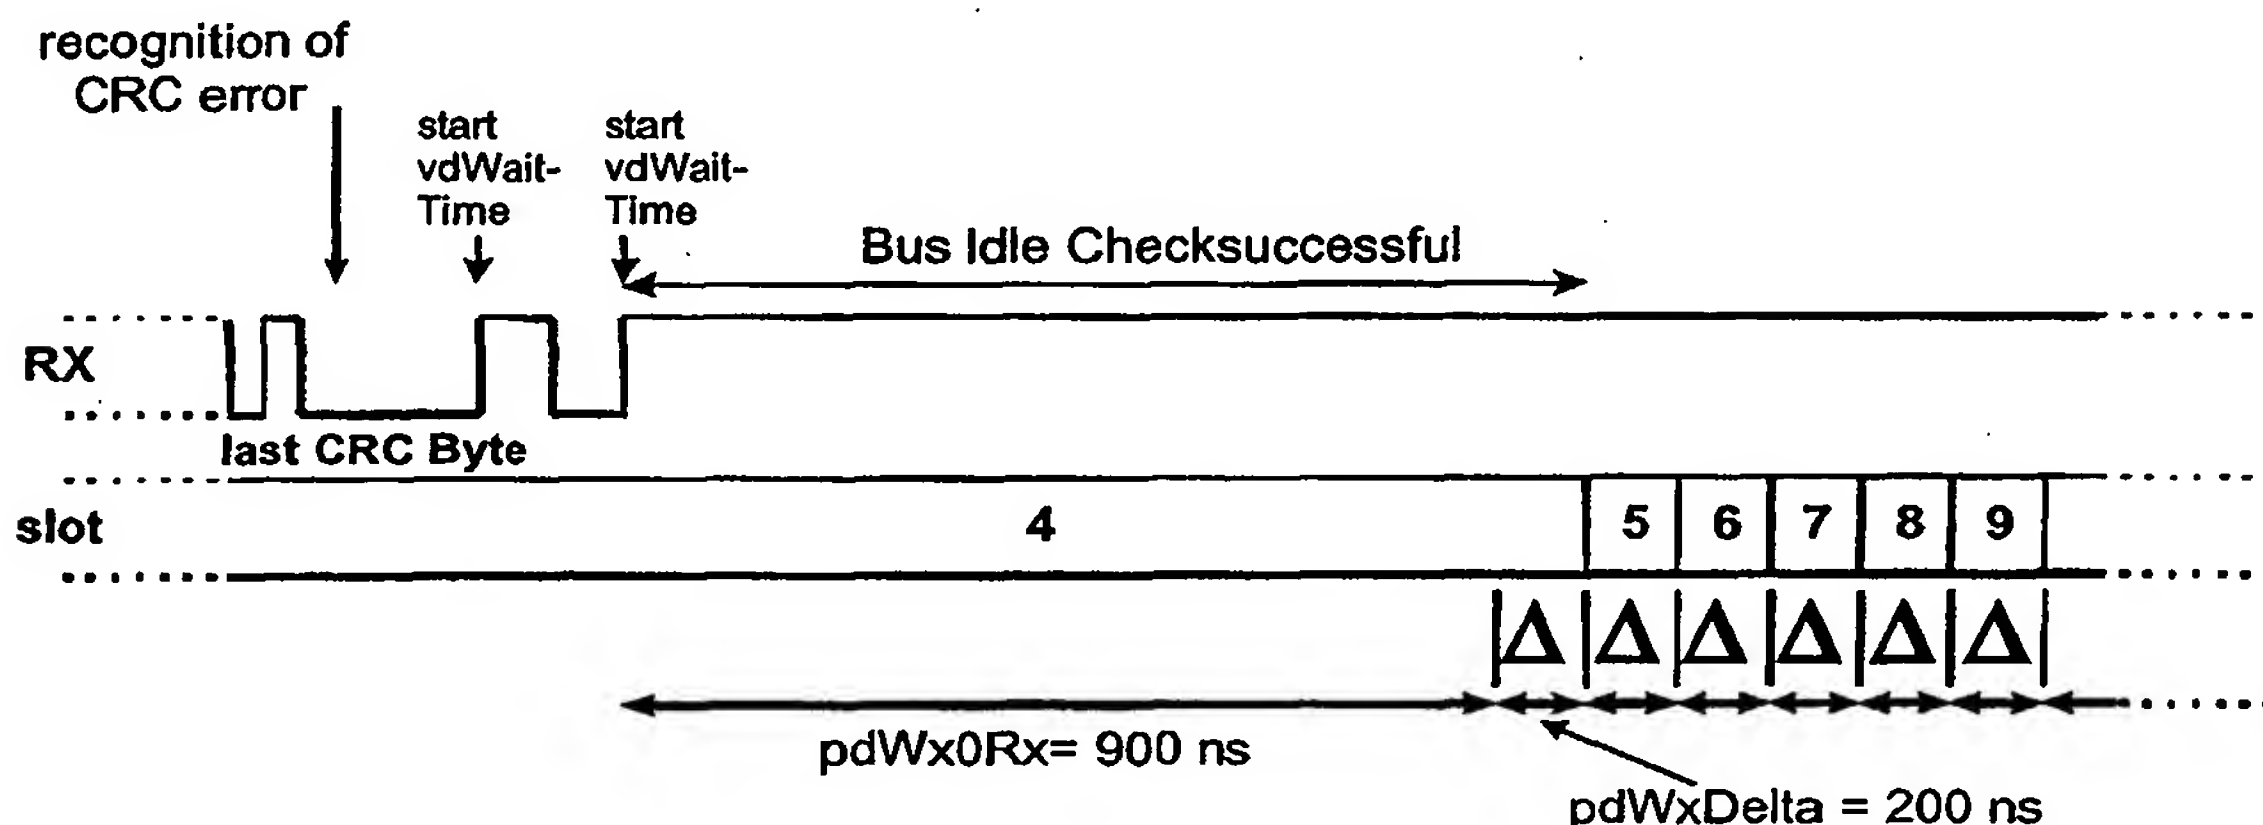 recognition of
CRC error
start
vdWait-
Time
start
vdWait-
Time
Bus Idle Checksuccessful
RX
last CRC Byte
slot
4
5
6
7
8
9
Δ Δ Δ Δ Δ Δ
pdWx0Rx= 900 ns
pdWxDelta = 200 ns